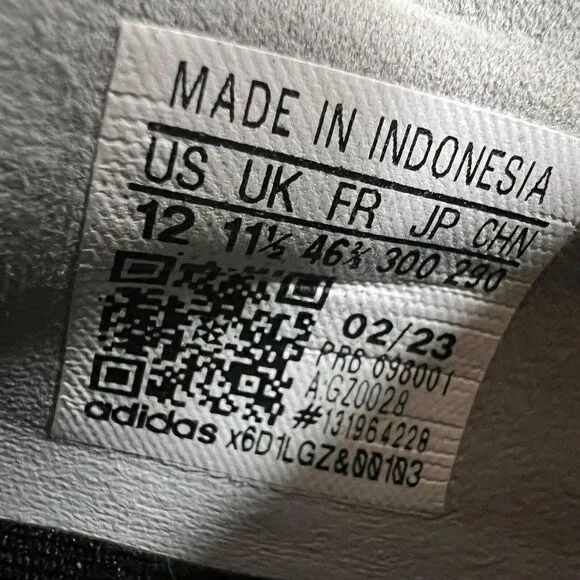 MADE IN INDONESIA
US UK FR JP CHN
12 11½ 46⅔ 300 290
02/23
PRB 698001
A:GZ0028
#131964228
adidas x6D1LGZ&00103